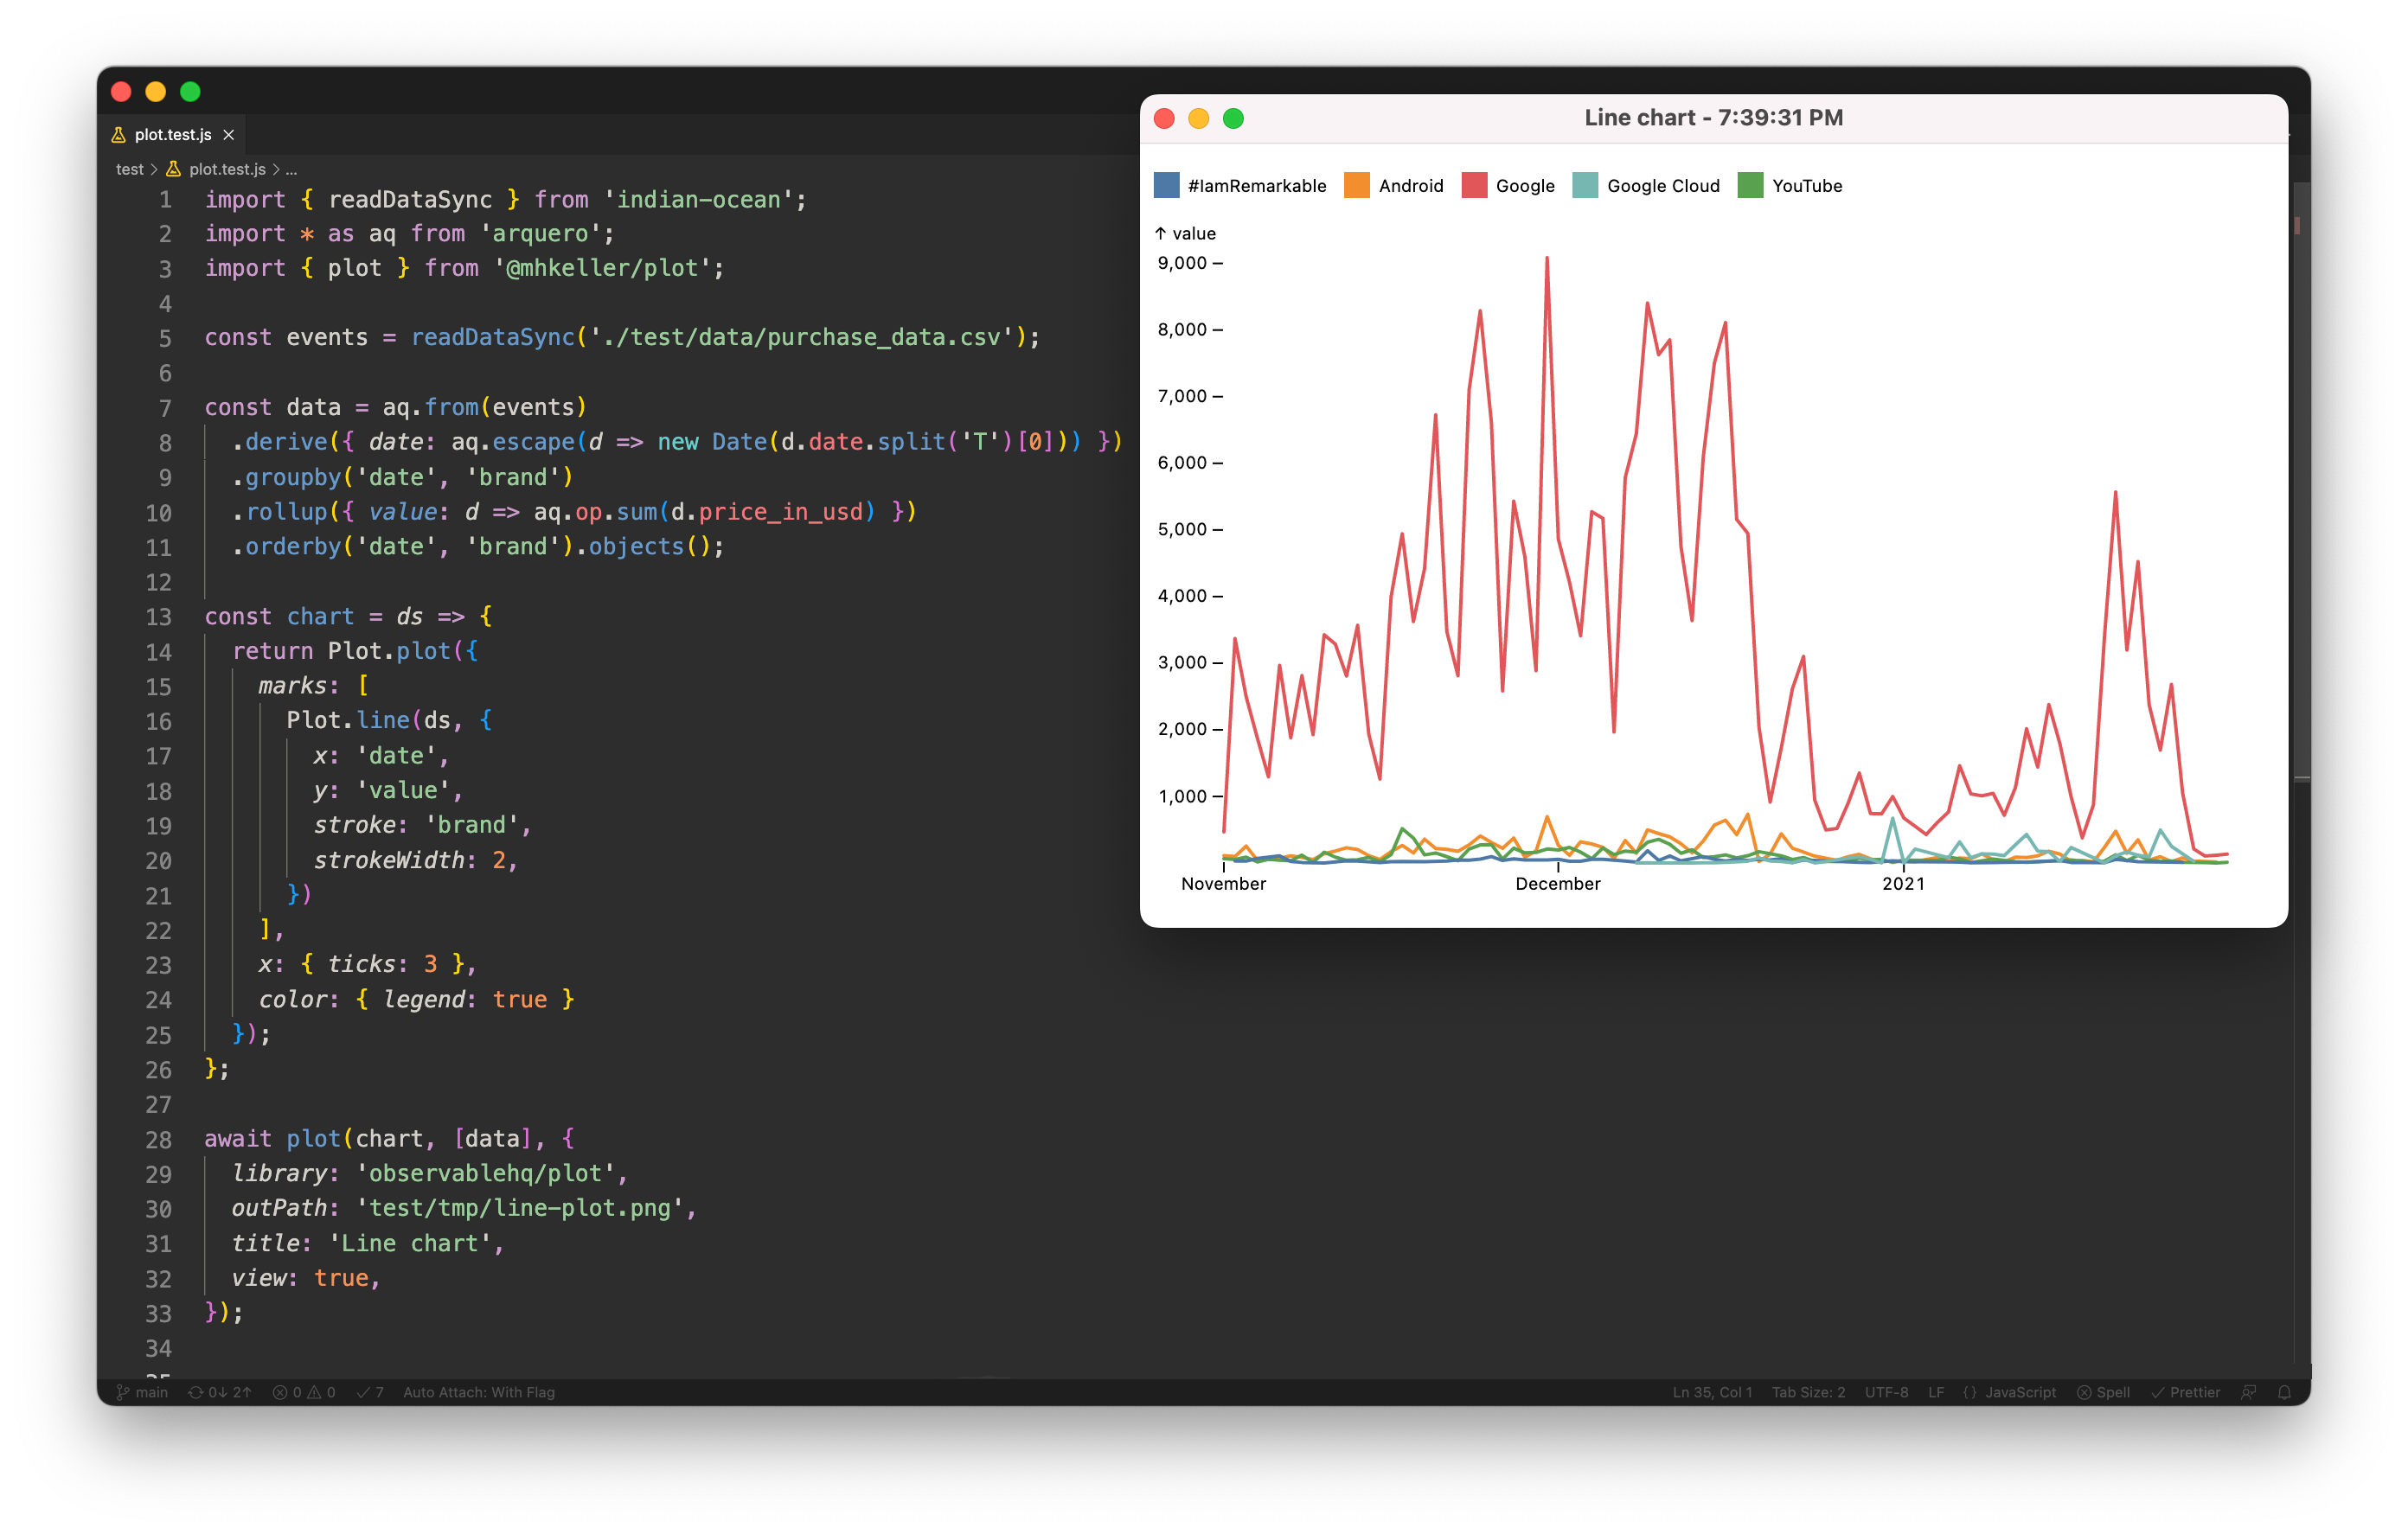 plot.test.js ×
test > plot.test.js > ...
1 import { readDataSync } from 'indian-ocean';
2 import * as aq from 'arquero';
3 import { plot } from '@mhkeller/plot';
4
5 const events = readDataSync('./test/data/purchase_data.csv');
6
7 const data = aq.from(events)
8 .derive({ date: aq.escape(d => new Date(d.date.split('T')[0])) })
9 .groupby('date', 'brand')
10 .rollup({ value: d => aq.op.sum(d.price_in_usd) })
11 .orderby('date', 'brand').objects();
12
13 const chart = ds => {
14 return Plot.plot({
15 marks: [
16 Plot.line(ds, {
17 x: 'date',
18 y: 'value',
19 stroke: 'brand',
20 strokeWidth: 2,
21 })
22 ],
23 x: { ticks: 3 },
24 color: { legend: true }
25 });
26 };
27
28 await plot(chart, [data], {
29 library: 'observablehq/plot',
30 outPath: 'test/tmp/line-plot.png',
31 title: 'Line chart',
32 view: true,
33 });
34
Line chart - 7:39:31 PM
#IamRemarkable Android Google Google Cloud YouTube
↑ value
9,000
8,000
7,000
6,000
5,000
4,000
3,000
2,000
1,000
November December 2021
main 0↓ 2↑ 0 0 7 Auto Attach: With Flag Ln 35, Col 1 Tab Size: 2 UTF-8 LF {} JavaScript Spell Prettier